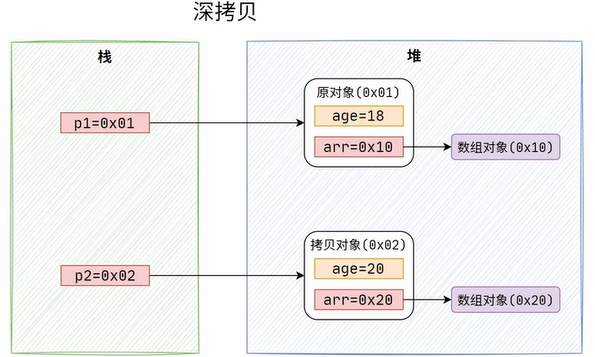 深拷贝
栈
堆
p1=0x01
原对象(0x01)
age=18
arr=0x10
数组对象(0x10)
p2=0x02
拷贝对象(0x02)
age=20
arr=0x20
数组对象(0x20)